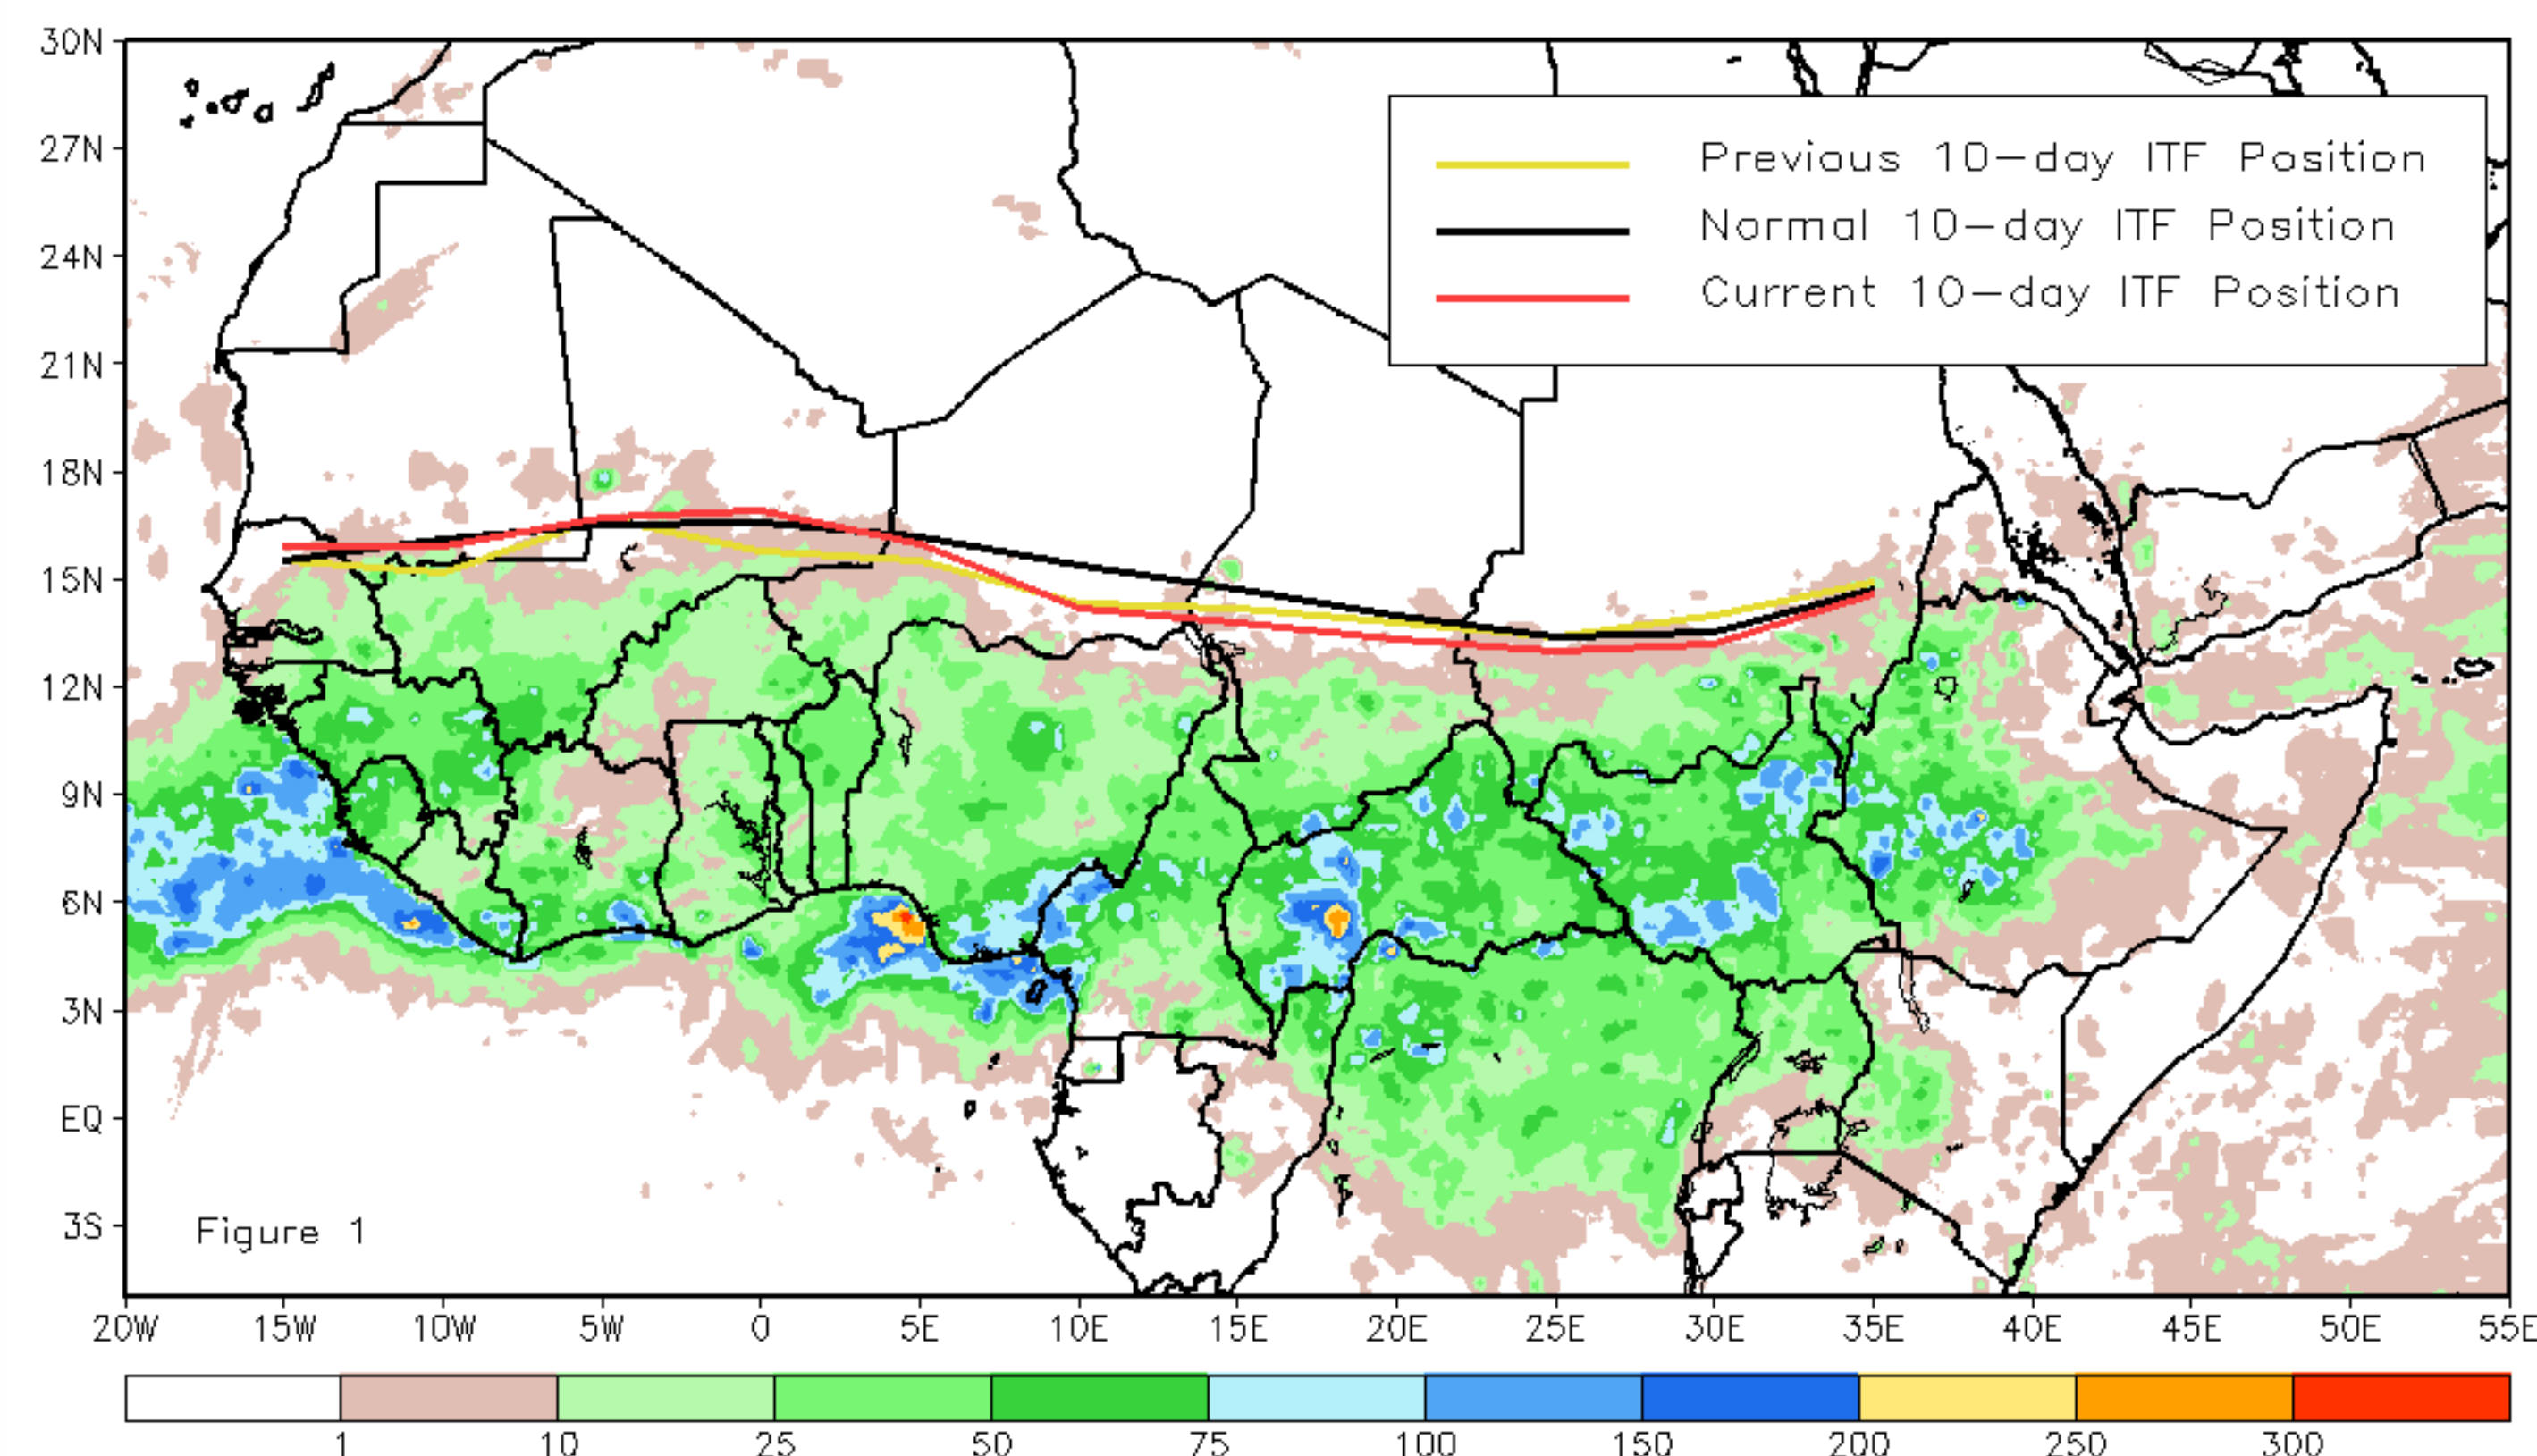 30N
27N
24N
21N
18N
15N
12N
9N
6N
3N
EQ
3S
Previous 10-day ITF Position
Normal 10-day ITF Position
Current 10-day ITF Position
Figure 1
20W 15W 10W 5W 0 5E 10E 15E 20E 25E 30E 35E 40E 45E 50E 55E
1 10 25 50 75 100 150 200 250 300